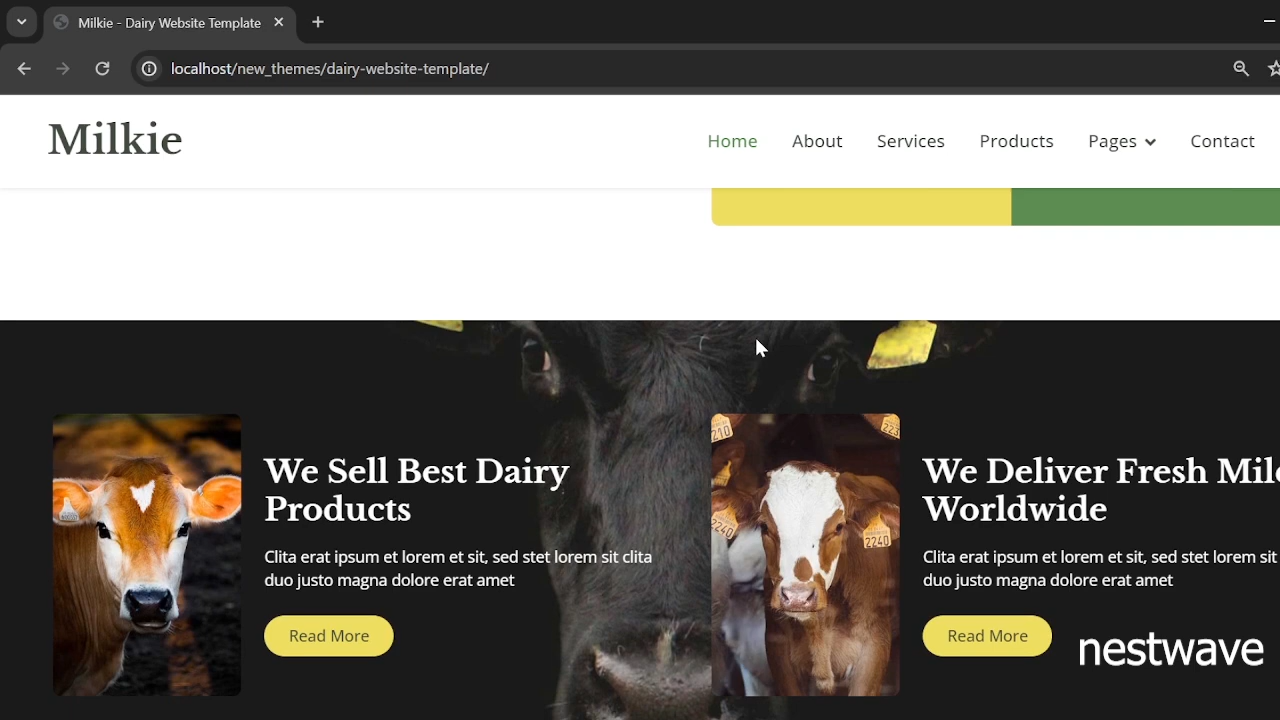 Milkie - Dairy Website Template
localhost/new_themes/dairy-website-template/
Milkie
Home About Services Products Pages Contact
We Sell Best Dairy
Products
Clita erat ipsum et lorem et sit, sed stet lorem sit clita
duo justo magna dolore erat amet
Read More
2240
2240
We Deliver Fresh
Worldwide
Clita erat ipsum et lorem et sit, sed stet lorem sit
duo justo magna dolore erat amet
Read More
nestwave